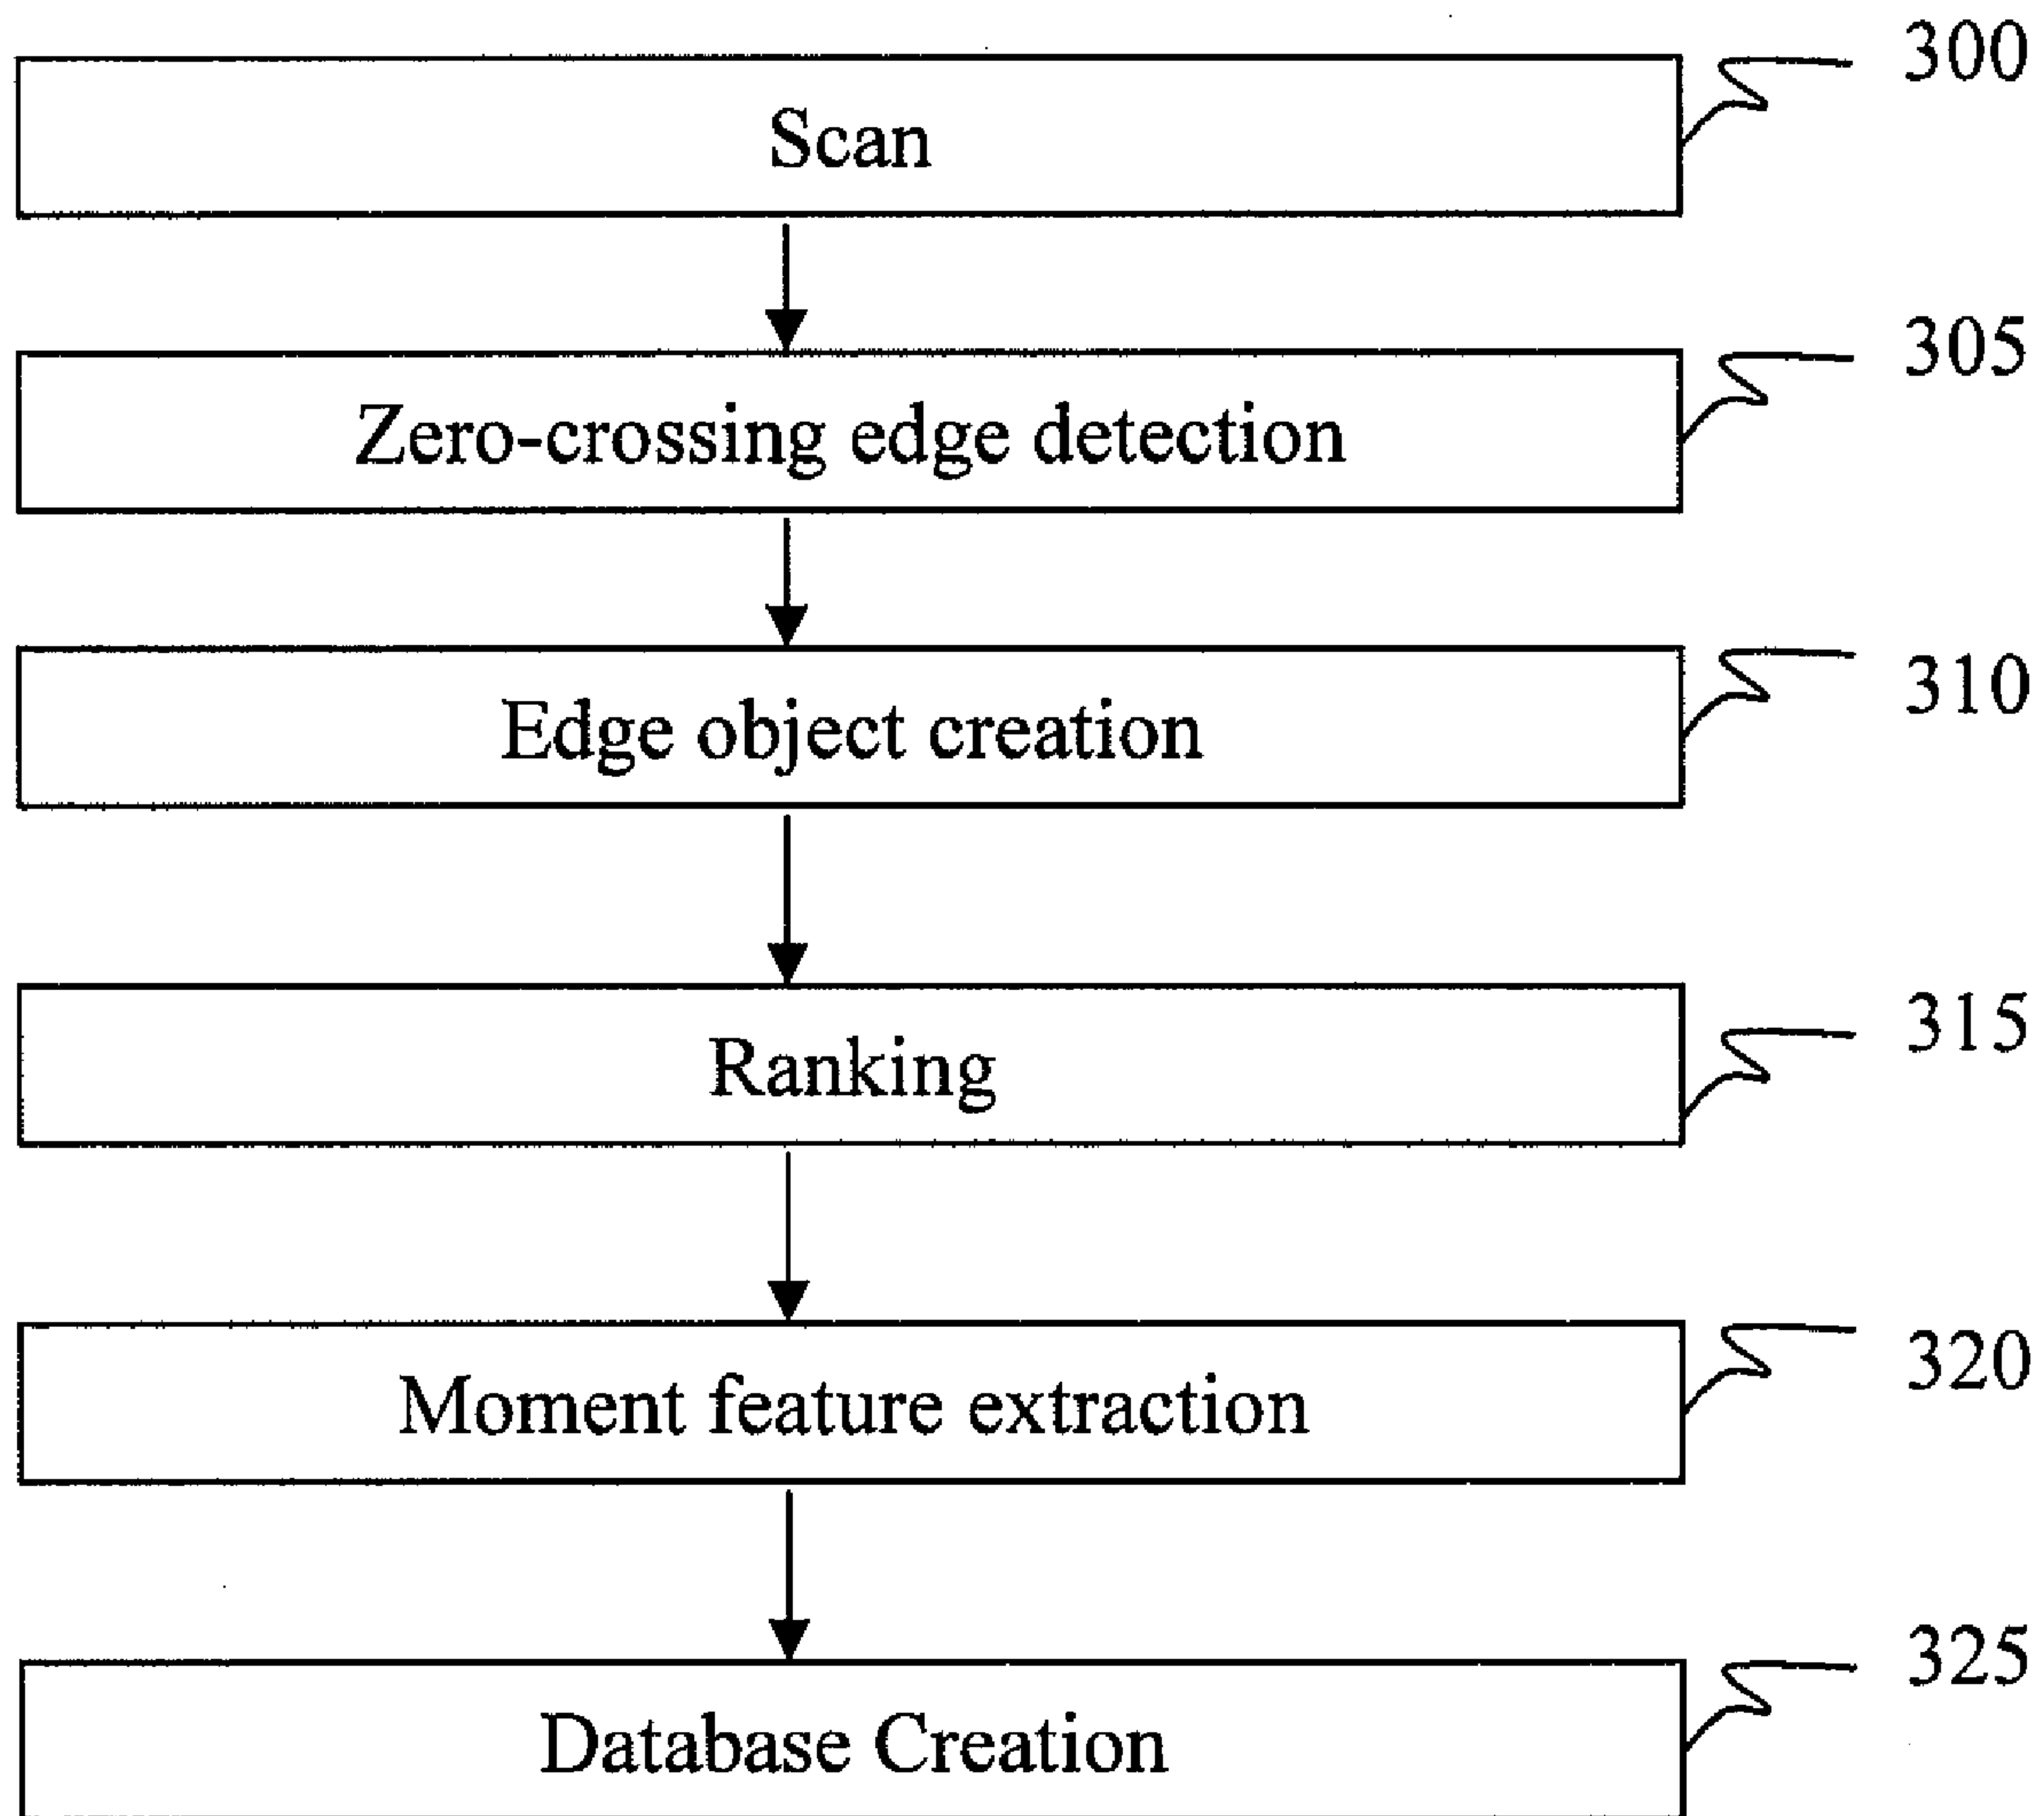 300
Scan
305
Zero-crossing edge detection
310
Edge object creation
315
Ranking
320
Moment feature extraction
325
Database Creation